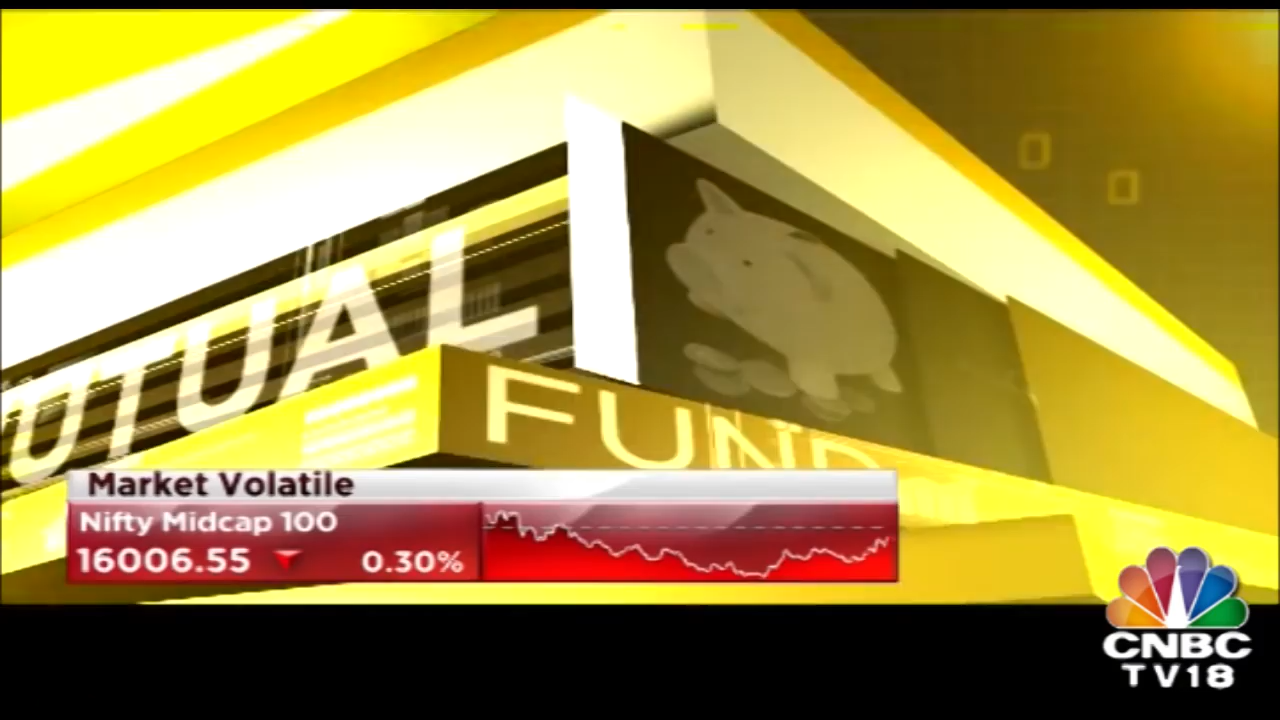 UTUAL
FUND
Market Volatile
Nifty Midcap 100
16006.55 ▼ 0.30%
CNBC
TV18